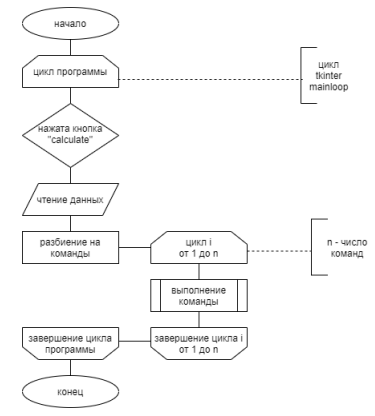 начало
цикл программы
цикл
tkinter
mainloop
нажата кнопка
"calculate"
чтение данных
разбиение на
команды
цикл i
от 1 до n
n - число
команд
выполнение
команды
завершение цикла
программы
завершение цикла i
от 1 до n
конец